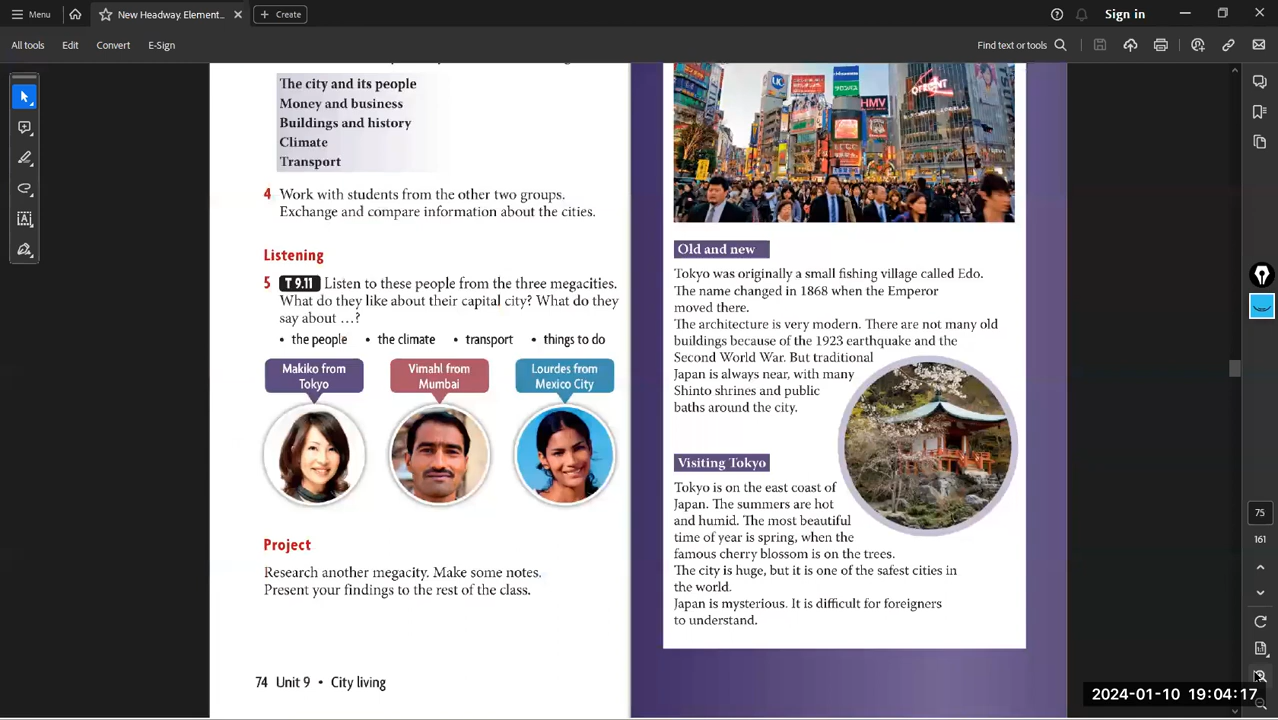 Menu
New Headway. Element...
Create
Sign in
All tools
Edit
Convert
E-Sign
Find text or tools
The city and its people
Money and business
Buildings and history
Climate
Transport
4 Work with students from the other two groups.
Exchange and compare information about the cities.
Listening
5 T 9.11 Listen to these people from the three megacities.
What do they like about their capital city? What do they
say about …?
• the people • the climate • transport • things to do
Makiko from
Tokyo
Vimahl from
Mumbai
Lourdes from
Mexico City
Project
Research another megacity. Make some notes.
Present your findings to the rest of the class.
74 Unit 9 • City living
HMV
Old and new
Tokyo was originally a small fishing village called Edo.
The name changed in 1868 when the Emperor
moved there.
The architecture is very modern. There are not many old
buildings because of the 1923 earthquake and the
Second World War. But traditional
Japan is always near, with many
Shinto shrines and public
baths around the city.
Visiting Tokyo
Tokyo is on the east coast of
Japan. The summers are hot
and humid. The most beautiful
time of year is spring, when the
famous cherry blossom is on the trees.
The city is huge, but it is one of the safest cities in
the world.
Japan is mysterious. It is difficult for foreigners
to understand.
75
161
2024-01-10 19:04:17